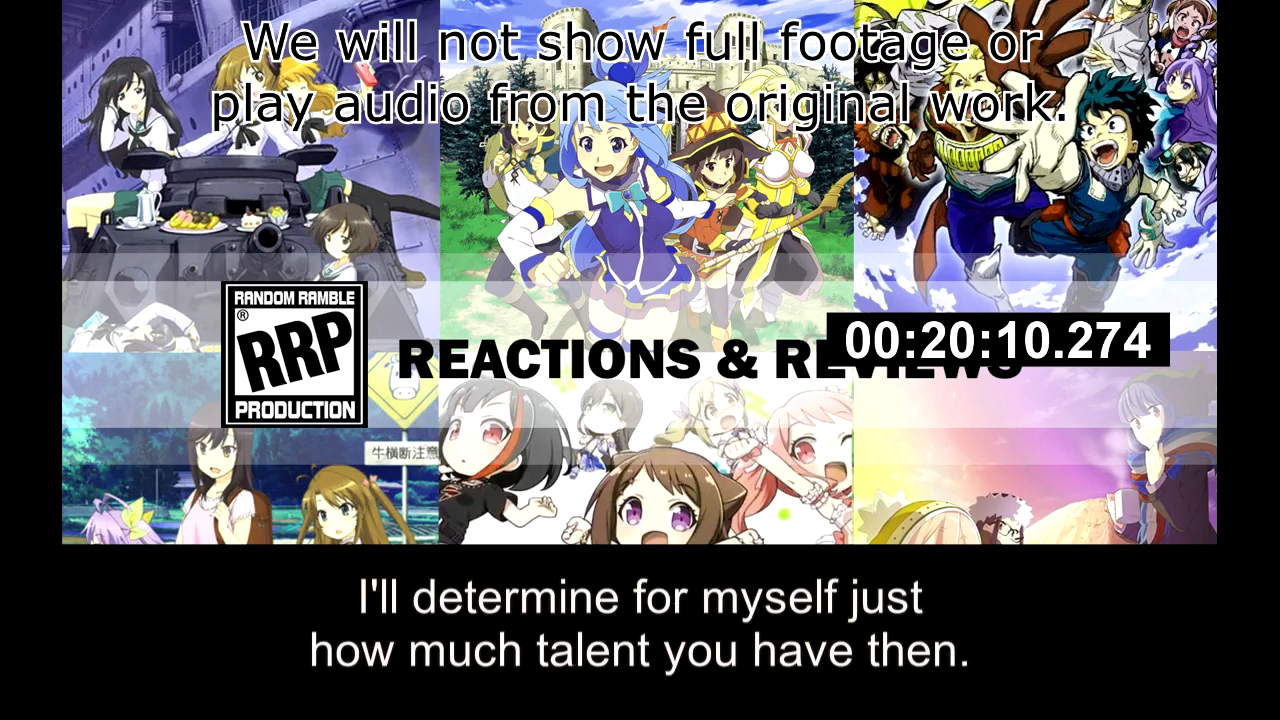 We will not show full footage or
play audio from the original work.
RANDOM RAMBLE
®
RRP
PRODUCTION
REACTIONS & REVIEWS
00:20:10.274
牛横断注意
I'll determine for myself just
how much talent you have then.